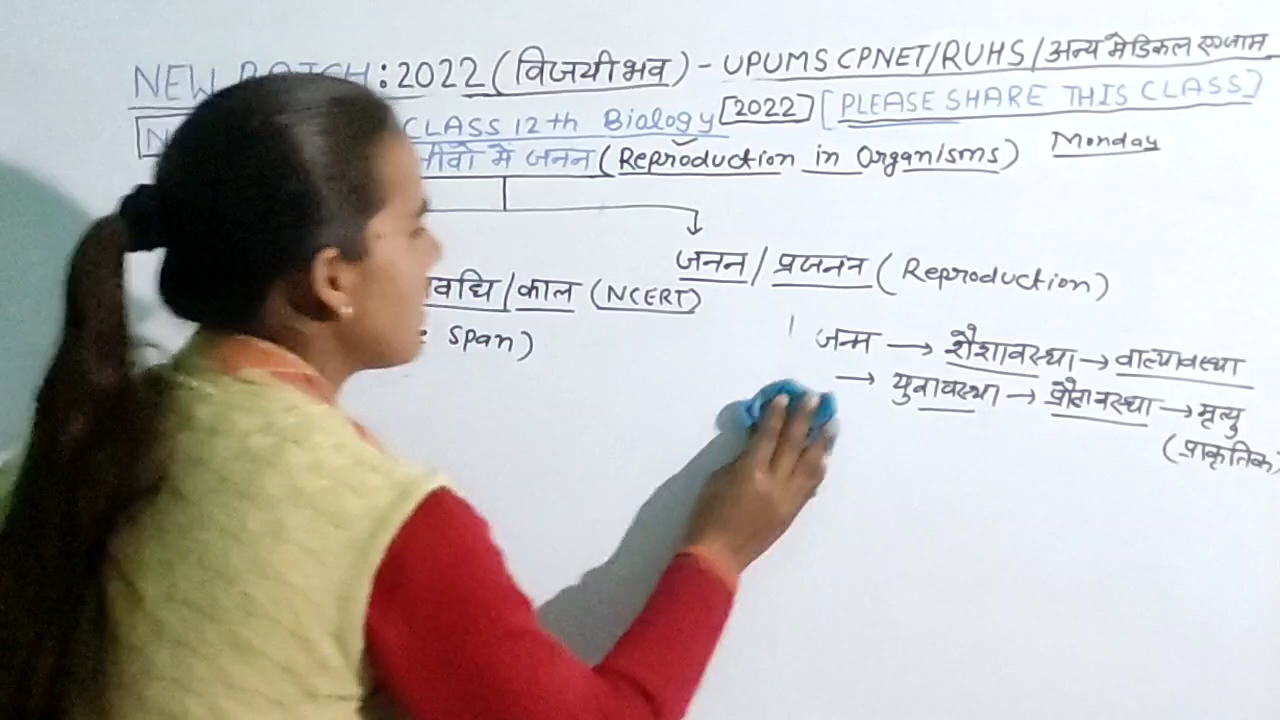 NEW : 2022 (विजयीभव) - UPUMS CPNET/RUHS/अन्य मेडिकल एग्जाम
CLASS 12th Biology [2022] [PLEASE SHARE THIS CLASS]
में जनन (Reproduction in Organisms) Monday
जनन / प्रजनन (Reproduction)
/काल (NCERT)
span)
जन्म → शैशावस्था → वाल्यावस्था
→ युवावस्था → प्रौढावस्था → मृत्यु
(प्राकृतिक)